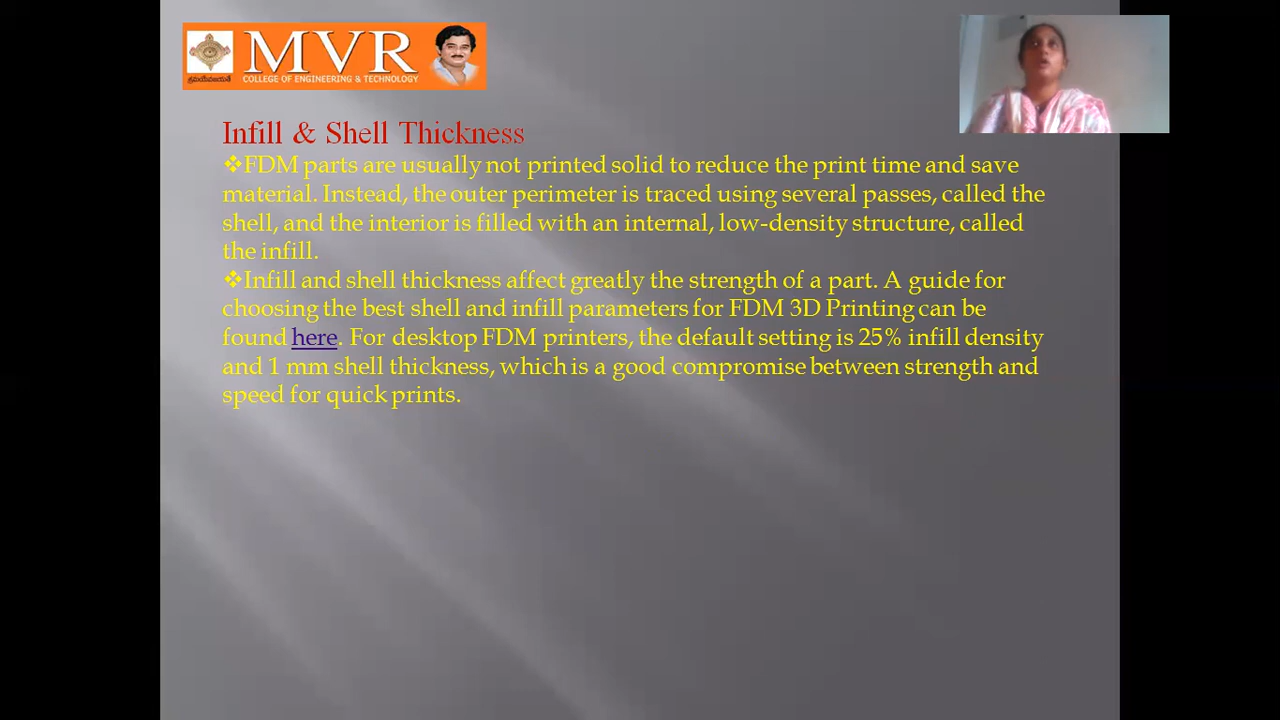 MVR
COLLEGE OF ENGINEERING & TECHNOLOGY
Infill & Shell Thickness
❖FDM parts are usually not printed solid to reduce the print time and save
material. Instead, the outer perimeter is traced using several passes, called the
shell, and the interior is filled with an internal, low-density structure, called
the infill.
❖Infill and shell thickness affect greatly the strength of a part. A guide for
choosing the best shell and infill parameters for FDM 3D Printing can be
found here. For desktop FDM printers, the default setting is 25% infill density
and 1 mm shell thickness, which is a good compromise between strength and
speed for quick prints.